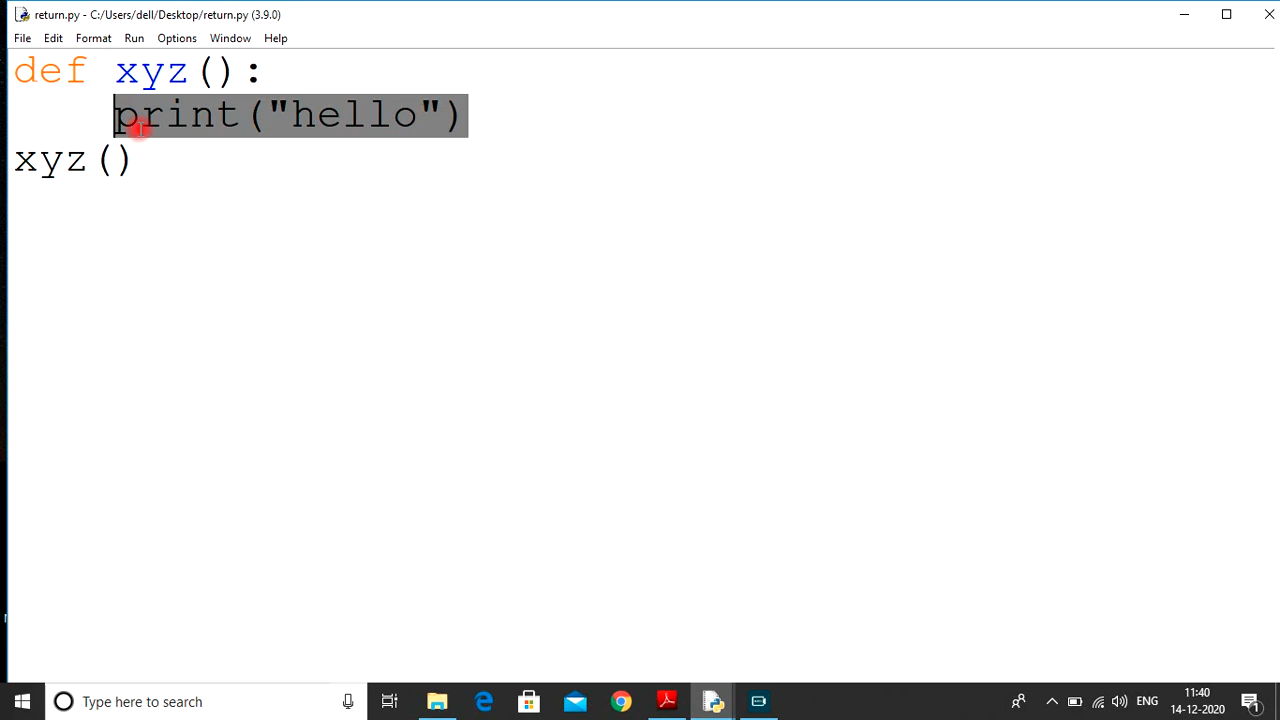 return.py - C:/Users/dell/Desktop/return.py (3.9.0)
File Edit Format Run Options Window Help
def xyz():
print("hello")
xyz()
Type here to search
ENG
11:40
14-12-2020
1